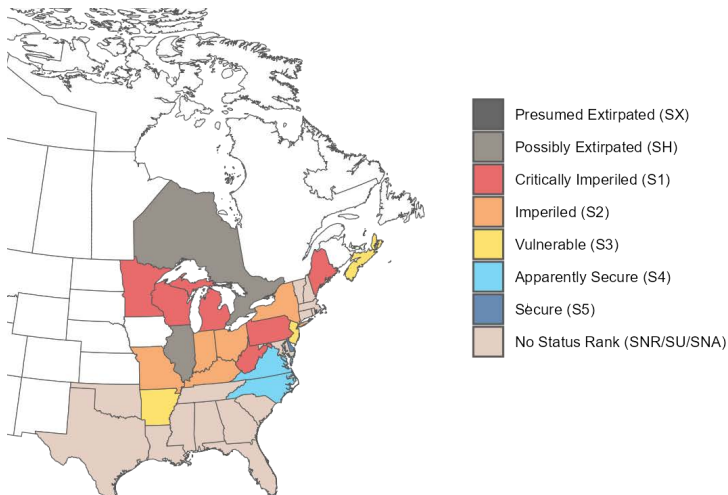 Presumed Extirpated (SX)
Possibly Extirpated (SH)
Critically Imperiled (S1)
Imperiled (S2)
Vulnerable (S3)
Apparently Secure (S4)
Secure (S5)
No Status Rank (SNR/SU/SNA)